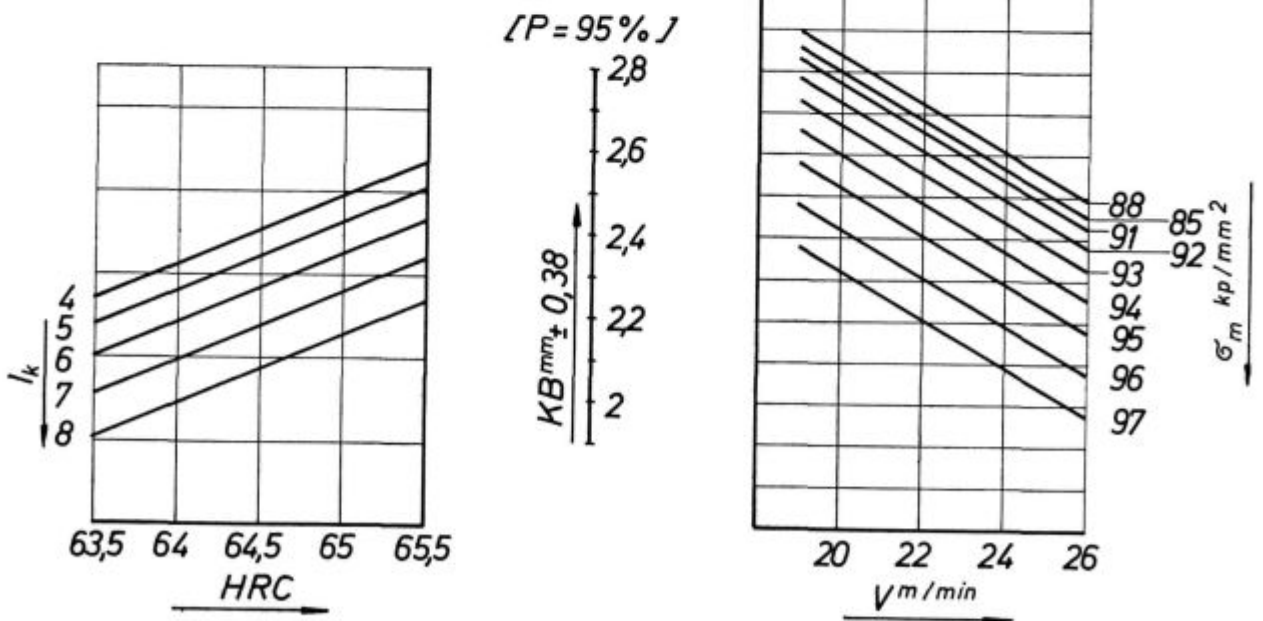 [P = 95% ]
4
5
6
7
8
I_k
63,5 64 64,5 65 65,5
HRC
2,8
2,6
2,4
2,2
2
KB mm ± 0,38
88
85
91
92
93
94
95
96
97
σ_m kp/mm²
20 22 24 26
V m/min